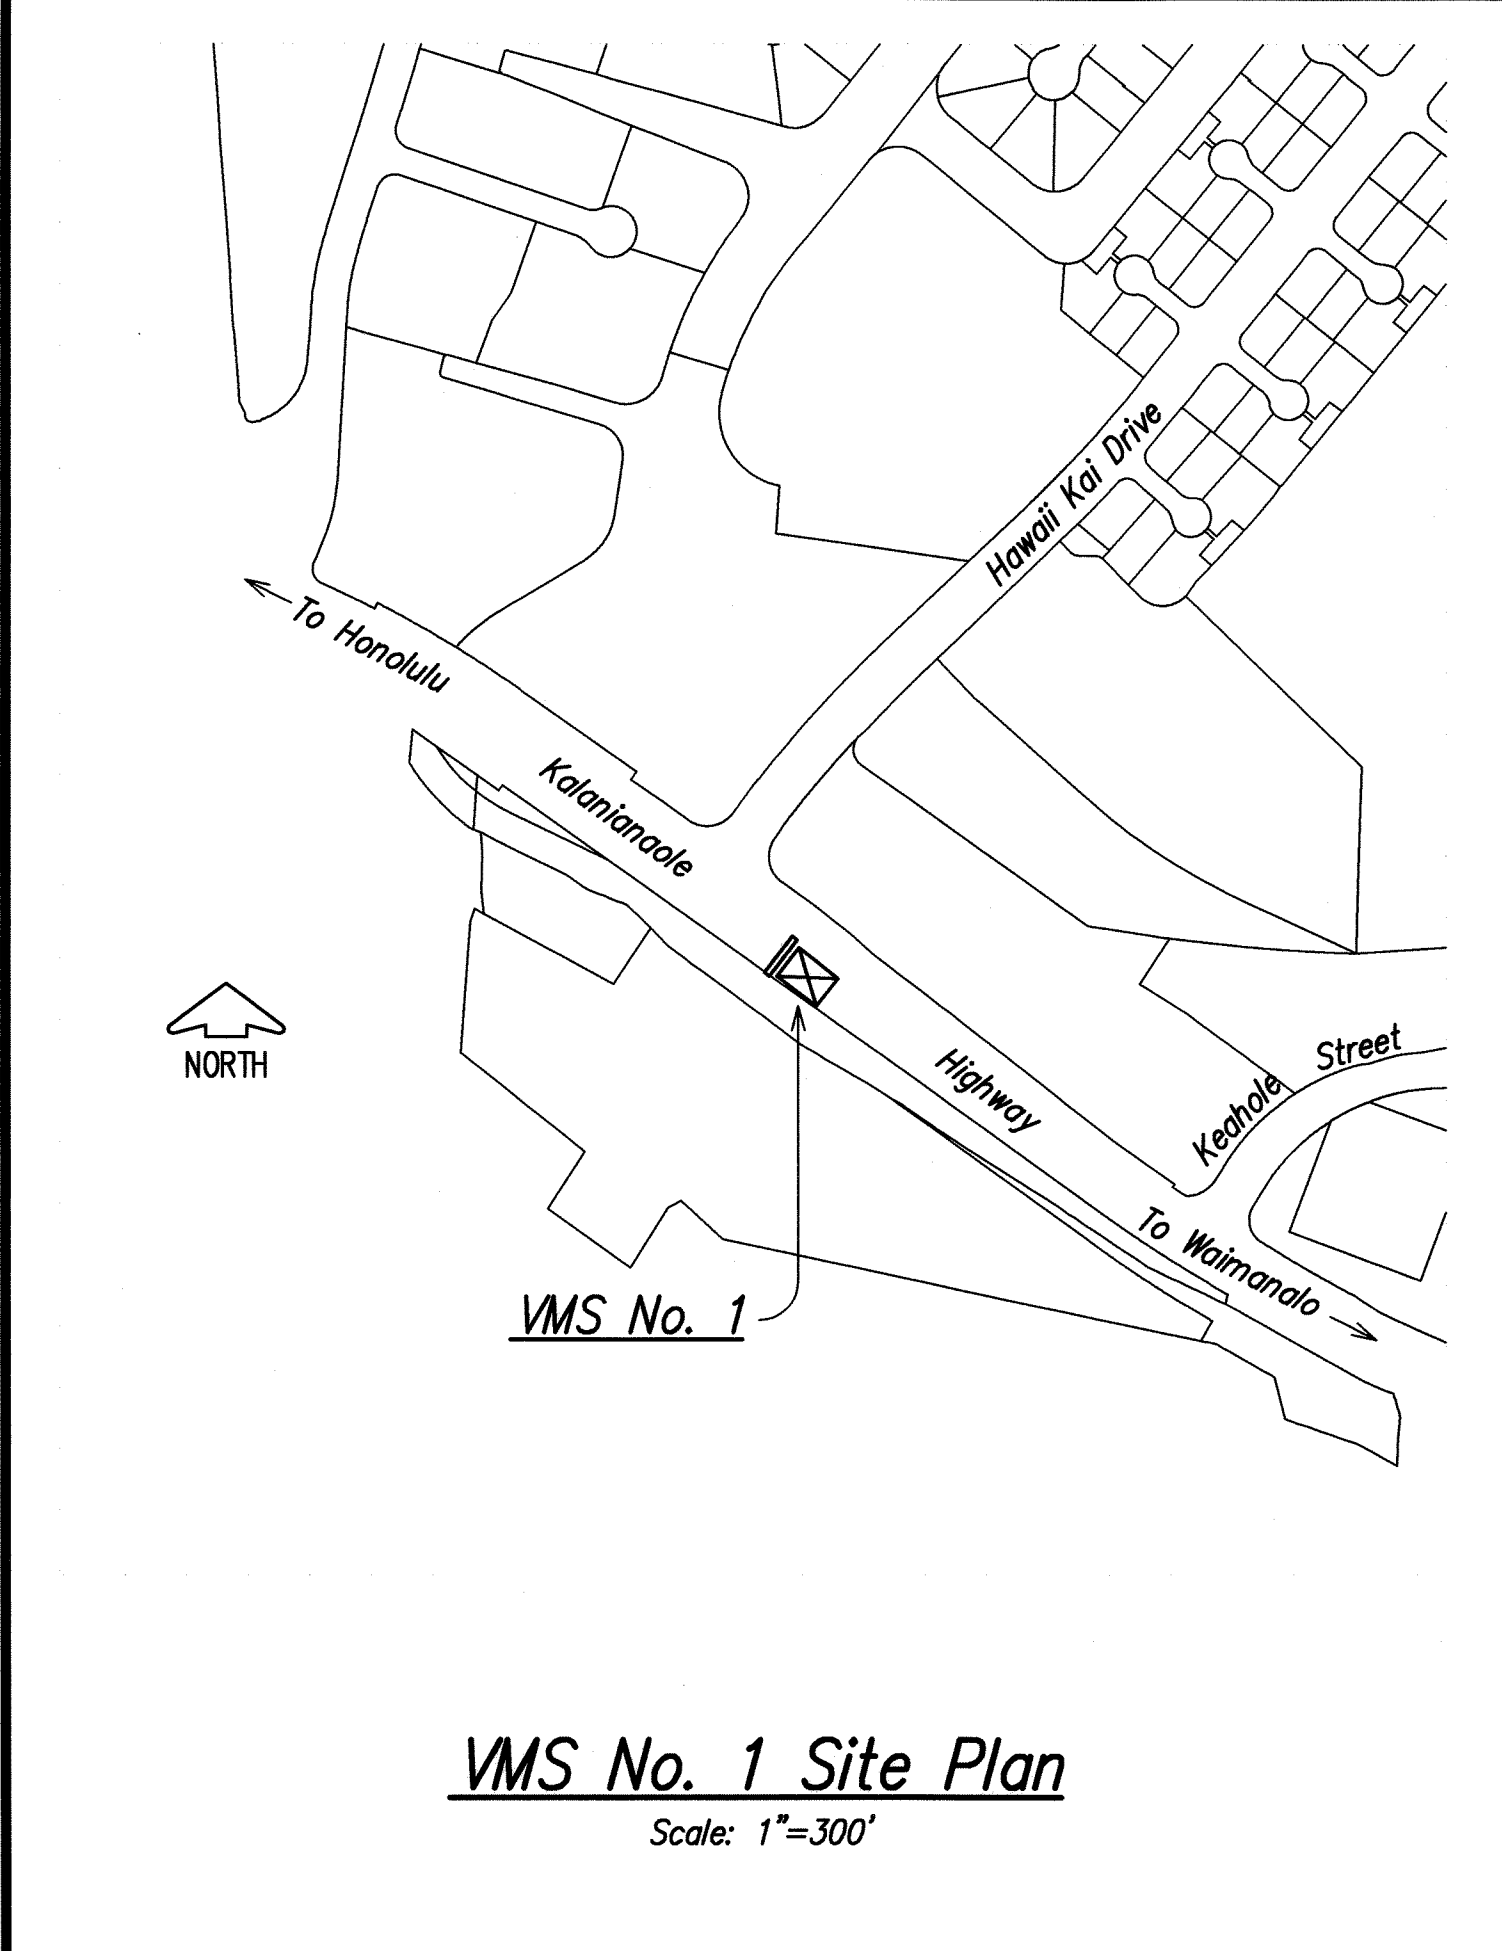 Hawaii Kai Drive
To Honolulu
Kalanianaole
Highway
NORTH
Keahole Street
To Waimanalo
VMS No. 1
VMS No. 1 Site Plan
Scale: 1"=300'